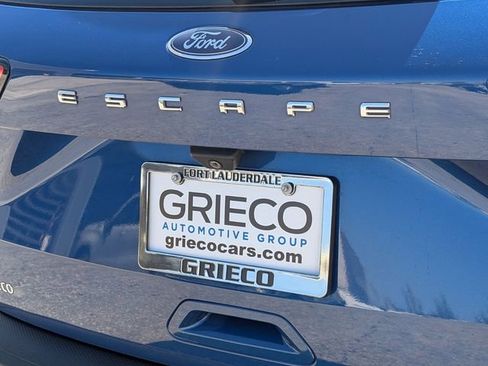 Ford
ESCAPE
FORT LAUDERDALE
GRIECO
AUTOMOTIVE GROUP
griecocars.com
GRIECO